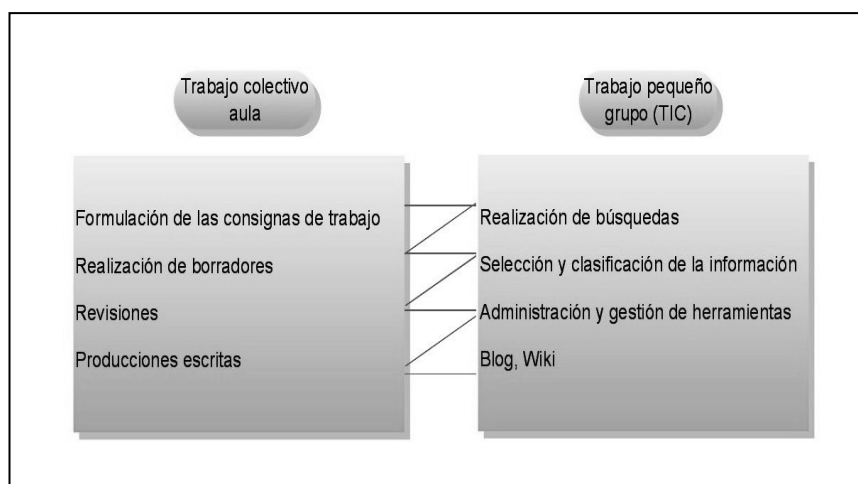 Trabajo colectivo
aula
Trabajo pequeño
grupo (TIC)
Formulación de las consignas de trabajo
Realización de borradores
Revisiones
Producciones escritas
Realización de búsquedas
Selección y clasificación de la información
Administración y gestión de herramientas
Blog, Wiki